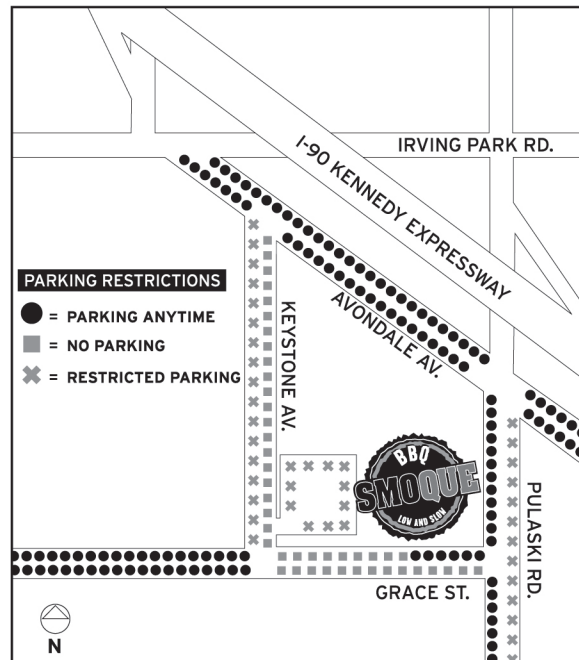 IRVING PARK RD.
I-90 KENNEDY EXPRESSWAY
PARKING RESTRICTIONS
= PARKING ANYTIME
= NO PARKING
= RESTRICTED PARKING
KEYSTONE AV.
AVONDALE AV.
BBQ
SMOQUE
LOW AND SLOW
PULASKI RD.
GRACE ST.
N